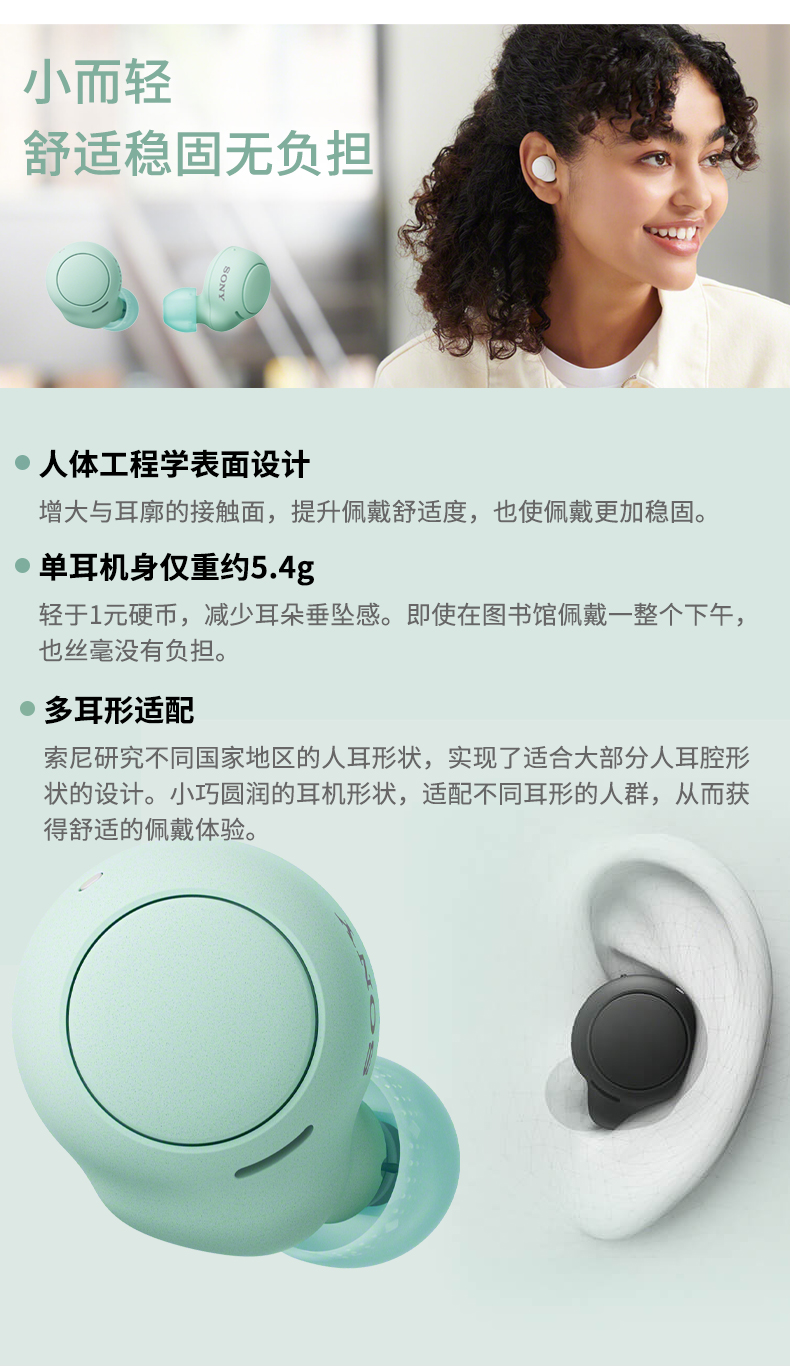 小而轻
舒适稳固无负担
SONY
人体工程学表面设计
增大与耳廓的接触面，提升佩戴舒适度，也使佩戴更加稳固。
单耳机身仅重约5.4g
轻于1元硬币，减少耳朵垂坠感。即使在图书馆佩戴一整个下午，
也丝毫没有负担。
多耳形适配
索尼研究不同国家地区的人耳形状，实现了适合大部分人耳腔形
状的设计。小巧圆润的耳机形状，适配不同耳形的人群，从而获
得舒适的佩戴体验。
SONY